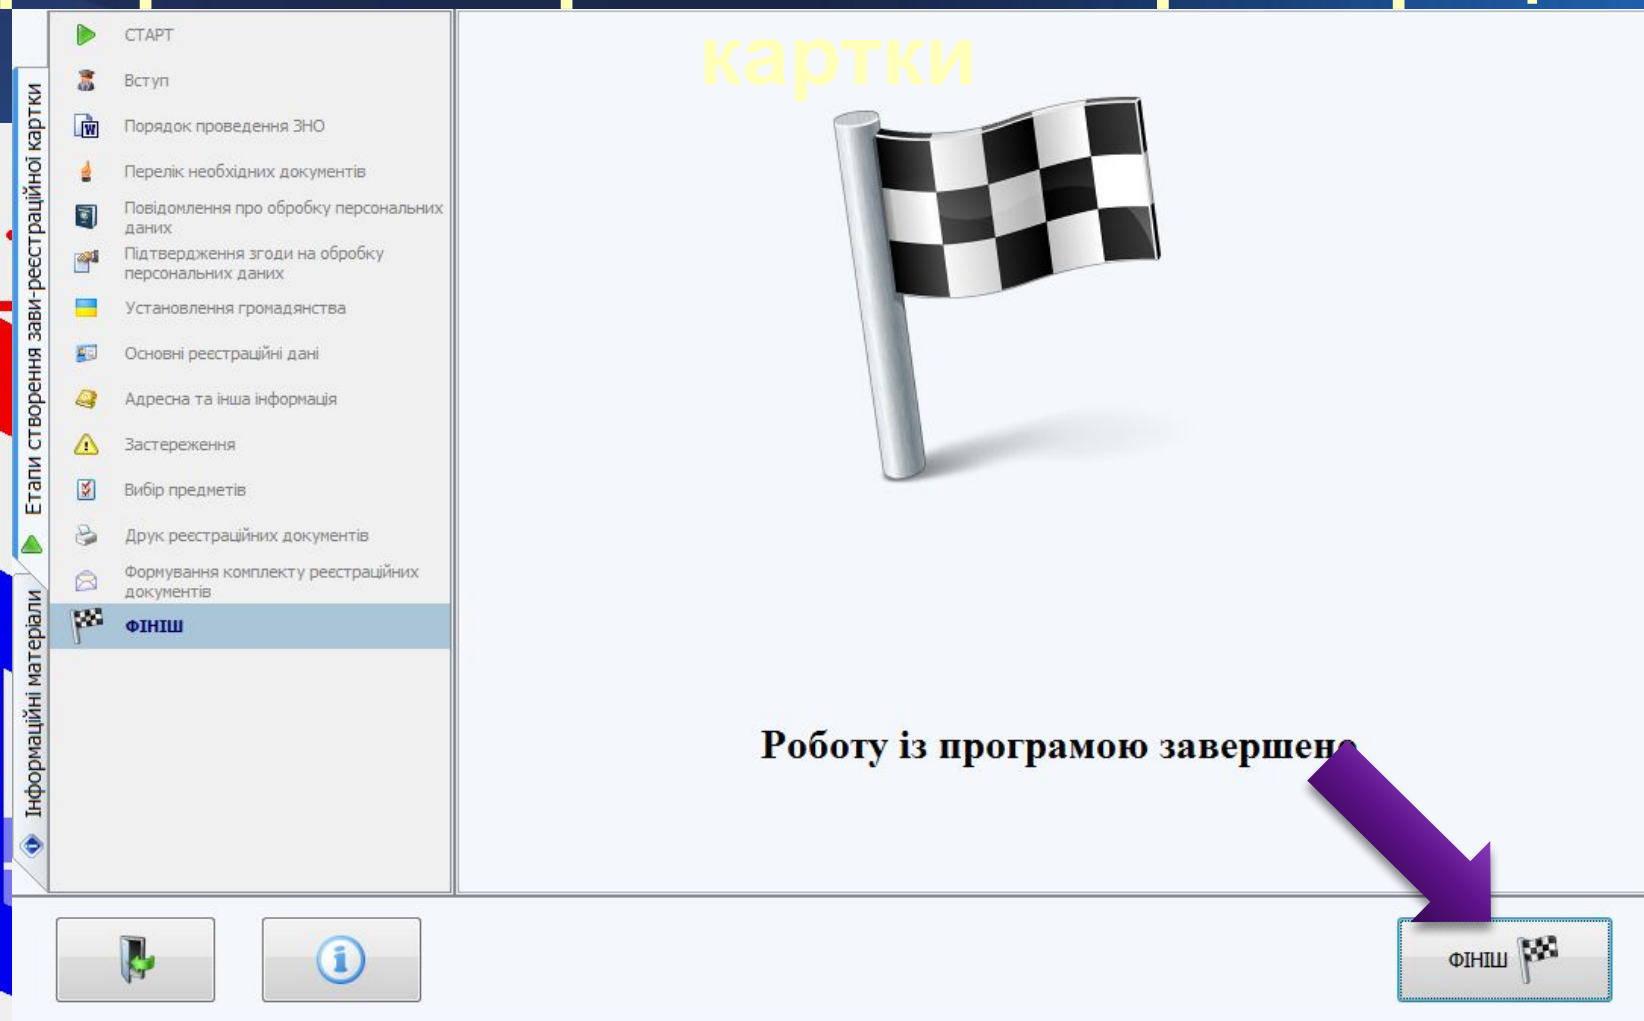 картки
СТАРТ
Вступ
Порядок проведення ЗНО
Перелік необхідних документів
Повідомлення про обробку персональних
даних
Підтвердження згоди на обробку
персональних даних
Установлення громадянства
Основні реєстраційні дані
Адресна та інша інформація
Застереження
Вибір предметів
Друк реєстраційних документів
Формування комплекту реєстраційних
документів
ФІНІШ
Етапи створення зави-реєстраційної картки
Інформаційні матеріали
Роботу із програмою завершено
ФІНІШ